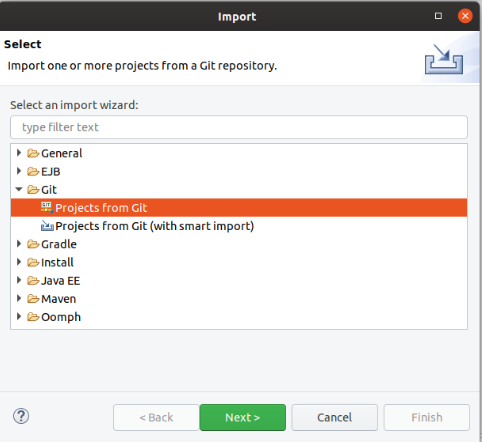 Import
Select
Import one or more projects from a Git repository.
Select an import wizard:
type filter text
General
EJB
Git
Projects from Git
Projects from Git (with smart import)
Gradle
Install
Java EE
Maven
Oomph
< Back
Next >
Cancel
Finish